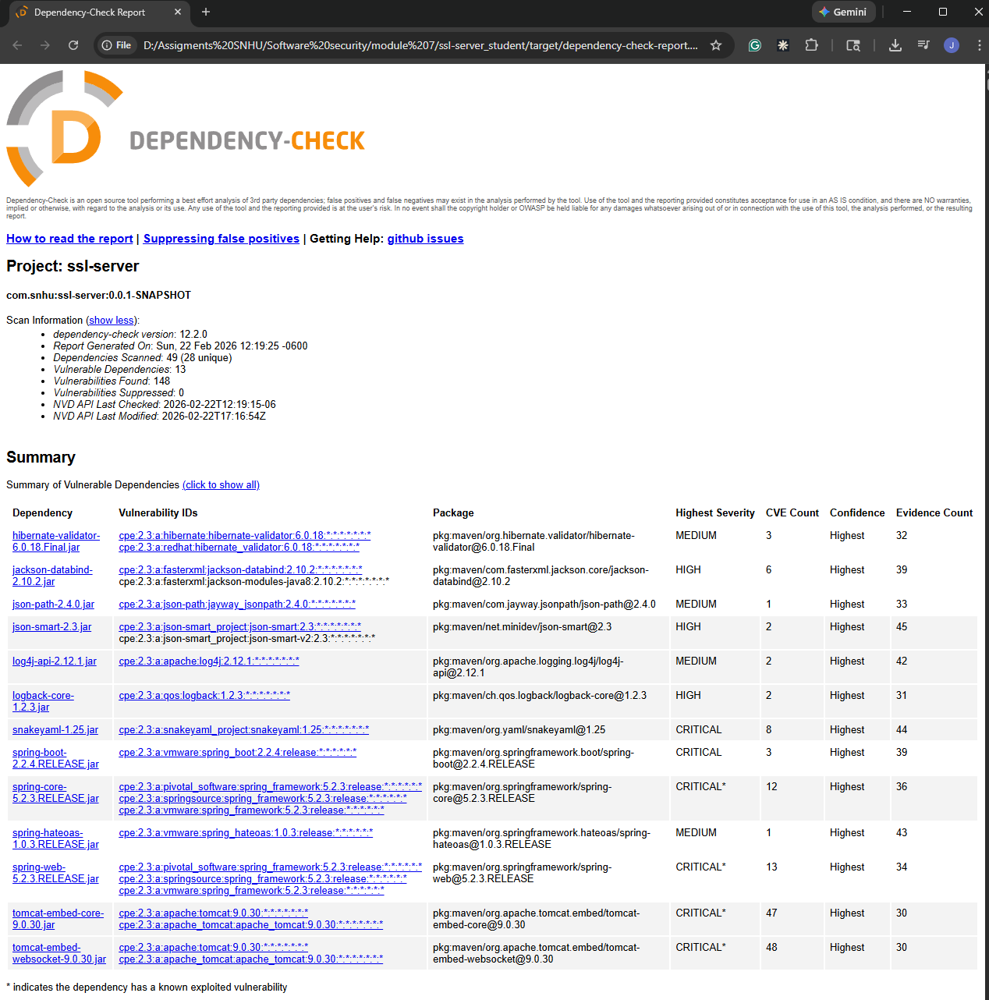 Dependency-Check Report
Gemini
File D:/Assigments%20SNHU/Software%20security/module%207/ssl-server_student/target/dependency-check-report....
J
D DEPENDENCY-CHECK
Dependency-Check is an open source tool performing a best effort analysis of 3rd party dependencies; false positives and false negatives may exist in the analysis performed by the tool. Use of the tool and the reporting provided constitutes acceptance for use in an AS IS condition, and there are NO warranties,
implied or otherwise, with regard to the analysis or its use. Any use of the tool and the reporting provided is at the user's risk. In no event shall the copyright holder or OWASP be held liable for any damages whatsoever arising out of or in connection with the use of this tool, the analysis performed, or the resulting
report.
How to read the report | Suppressing false positives | Getting Help: github issues
Project: ssl-server
com.snhu:ssl-server:0.0.1-SNAPSHOT
Scan Information (show less):
• dependency-check version: 12.2.0
• Report Generated On: Sun, 22 Feb 2026 12:19:25 -0600
• Dependencies Scanned: 49 (28 unique)
• Vulnerable Dependencies: 13
• Vulnerabilities Found: 148
• Vulnerabilities Suppressed: 0
• NVD API Last Checked: 2026-02-22T12:19:15-06
• NVD API Last Modified: 2026-02-22T17:16:54Z
Summary
Summary of Vulnerable Dependencies (click to show all)
Dependency Vulnerability IDs Package Highest Severity CVE Count Confidence Evidence Count
hibernate-validator- cpe:2.3:a:hibernate:hibernate-validator:6.0.18:*:*:*:*:*:*:* pkg:maven/org.hibernate.validator/hibernate- MEDIUM 3 Highest 32
6.0.18.Final.jar cpe:2.3:a:redhat:hibernate_validator:6.0.18:*:*:*:*:*:*:* validator@6.0.18.Final
jackson-databind- cpe:2.3:a:fasterxml:jackson-databind:2.10.2:*:*:*:*:*:*:* pkg:maven/com.fasterxml.jackson.core/jackson- HIGH 6 Highest 39
2.10.2.jar cpe:2.3:a:fasterxml:jackson-modules-java8:2.10.2:*:*:*:*:*:*:* databind@2.10.2
json-path-2.4.0.jar cpe:2.3:a:json-path:jayway_jsonpath:2.4.0:*:*:*:*:*:*:* pkg:maven/com.jayway.jsonpath/json-path@2.4.0 MEDIUM 1 Highest 33
json-smart-2.3.jar cpe:2.3:a:json-smart_project:json-smart:2.3:*:*:*:*:*:*:* pkg:maven/net.minidev/json-smart@2.3 HIGH 2 Highest 45
cpe:2.3:a:json-smart_project:json-smart-v2:2.3:*:*:*:*:*:*:*
log4j-api-2.12.1.jar cpe:2.3:a:apache:log4j:2.12.1:*:*:*:*:*:*:* pkg:maven/org.apache.logging.log4j/log4j- MEDIUM 2 Highest 42
api@2.12.1
logback-core- cpe:2.3:a:qos:logback:1.2.3:*:*:*:*:*:*:* pkg:maven/ch.qos.logback/logback-core@1.2.3 HIGH 2 Highest 31
1.2.3.jar
snakeyaml-1.25.jar cpe:2.3:a:snakeyaml_project:snakeyaml:1.25:*:*:*:*:*:*:* pkg:maven/org.yaml/snakeyaml@1.25 CRITICAL 8 Highest 44
spring-boot- cpe:2.3:a:vmware:spring_boot:2.2.4:release:*:*:*:*:*:* pkg:maven/org.springframework.boot/spring- CRITICAL 3 Highest 39
2.2.4.RELEASE.jar boot@2.2.4.RELEASE
spring-core- cpe:2.3:a:pivotal_software:spring_framework:5.2.3:release:*:*:*:*:*:* pkg:maven/org.springframework/spring- CRITICAL* 12 Highest 36
5.2.3.RELEASE.jar cpe:2.3:a:springsource:spring_framework:5.2.3:release:*:*:*:*:*:* core@5.2.3.RELEASE
cpe:2.3:a:vmware:spring_framework:5.2.3:release:*:*:*:*:*:*
spring-hateoas- cpe:2.3:a:vmware:spring_hateoas:1.0.3:release:*:*:*:*:*:* pkg:maven/org.springframework.hateoas/spring- MEDIUM 1 Highest 43
1.0.3.RELEASE.jar hateoas@1.0.3.RELEASE
spring-web- cpe:2.3:a:pivotal_software:spring_framework:5.2.3:release:*:*:*:*:*:* pkg:maven/org.springframework/spring- CRITICAL* 13 Highest 34
5.2.3.RELEASE.jar cpe:2.3:a:springsource:spring_framework:5.2.3:release:*:*:*:*:*:* web@5.2.3.RELEASE
cpe:2.3:a:vmware:spring_framework:5.2.3:release:*:*:*:*:*:*
tomcat-embed-core- cpe:2.3:a:apache:tomcat:9.0.30:*:*:*:*:*:*:* pkg:maven/org.apache.tomcat.embed/tomcat- CRITICAL* 47 Highest 30
9.0.30.jar cpe:2.3:a:apache_tomcat:apache_tomcat:9.0.30:*:*:*:*:*:*:* embed-core@9.0.30
tomcat-embed- cpe:2.3:a:apache:tomcat:9.0.30:*:*:*:*:*:*:* pkg:maven/org.apache.tomcat.embed/tomcat- CRITICAL* 48 Highest 30
websocket-9.0.30.jar cpe:2.3:a:apache_tomcat:apache_tomcat:9.0.30:*:*:*:*:*:*:* embed-websocket@9.0.30
* indicates the dependency has a known exploited vulnerability